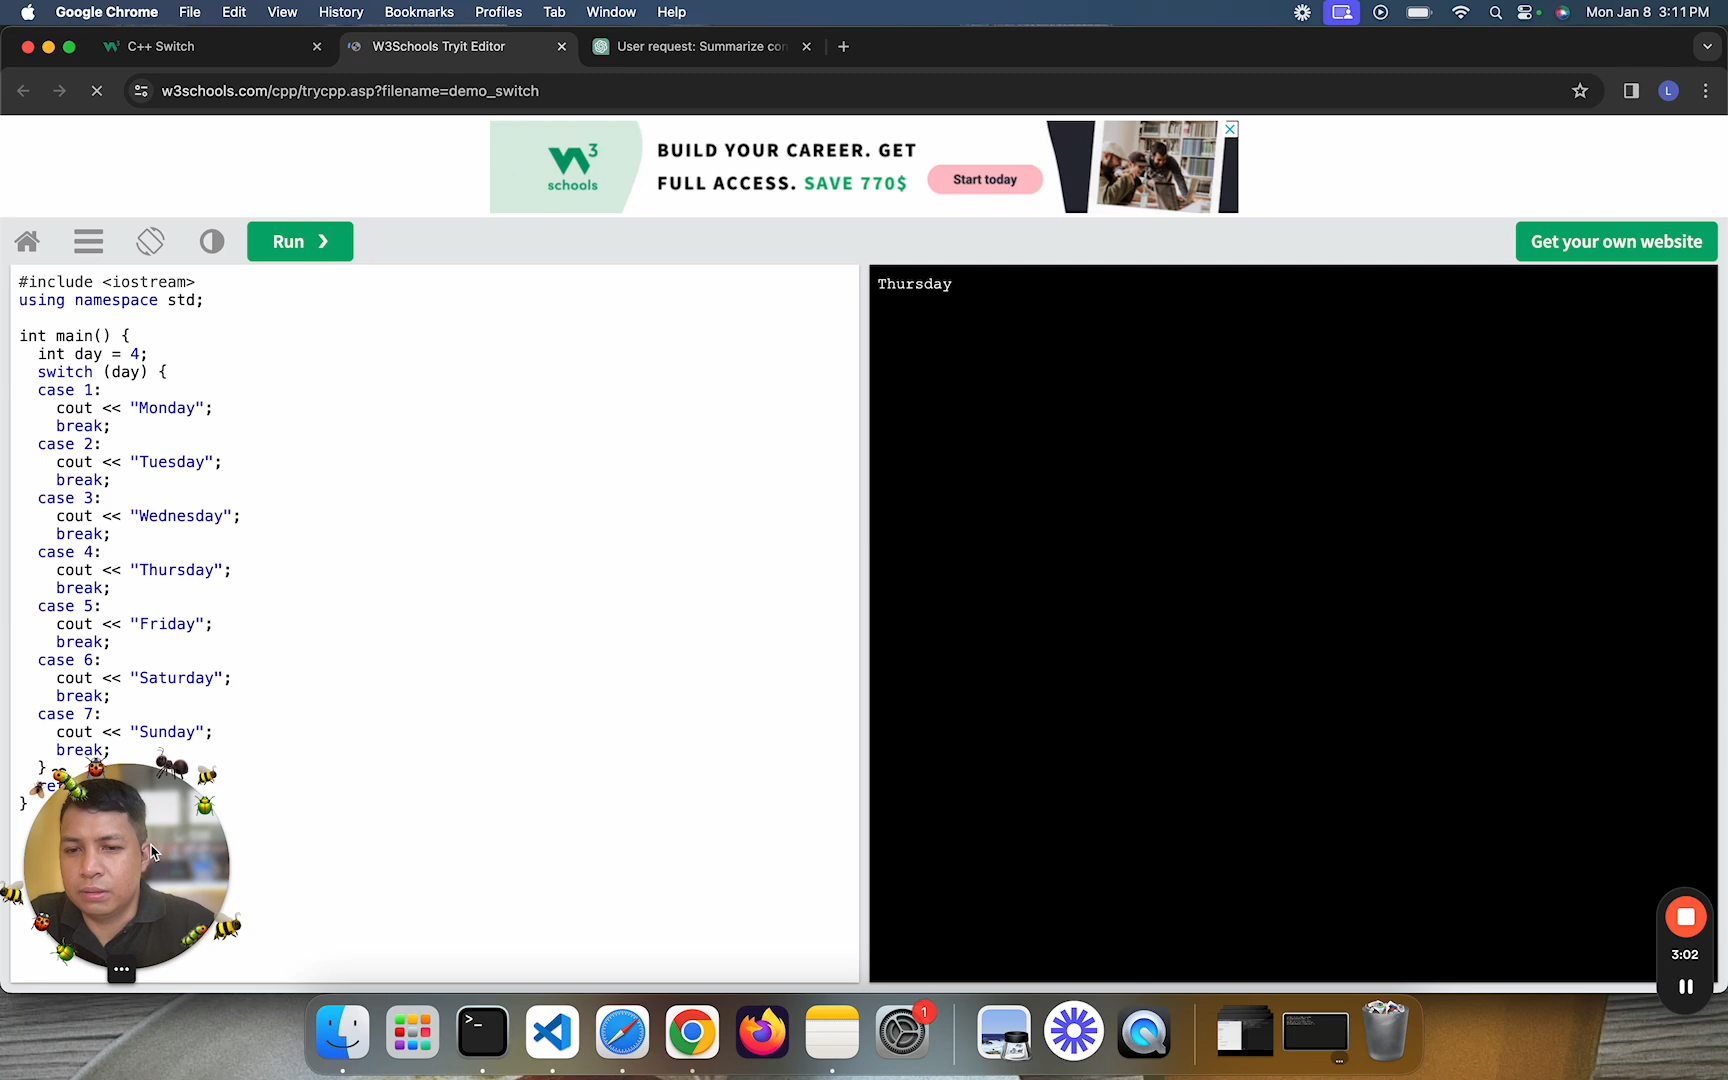 Google Chrome File Edit View History Bookmarks Profiles Tab Window Help Mon Jan 8 3:11 PM
C++ Switch
W3Schools Tryit Editor
User request: Summarize con
w3schools.com/cpp/trycpp.asp?filename=demo_switch
L
W3
schools
BUILD YOUR CAREER. GET
FULL ACCESS. SAVE 770$
Start today
Run ❯
Get your own website
#include <iostream>
using namespace std;
int main() {
int day = 4;
switch (day) {
case 1:
cout << "Monday";
break;
case 2:
cout << "Tuesday";
break;
case 3:
cout << "Wednesday";
break;
case 4:
cout << "Thursday";
break;
case 5:
cout << "Friday";
break;
case 6:
cout << "Saturday";
break;
case 7:
cout << "Sunday";
break;
}
}
Thursday
3:02
1